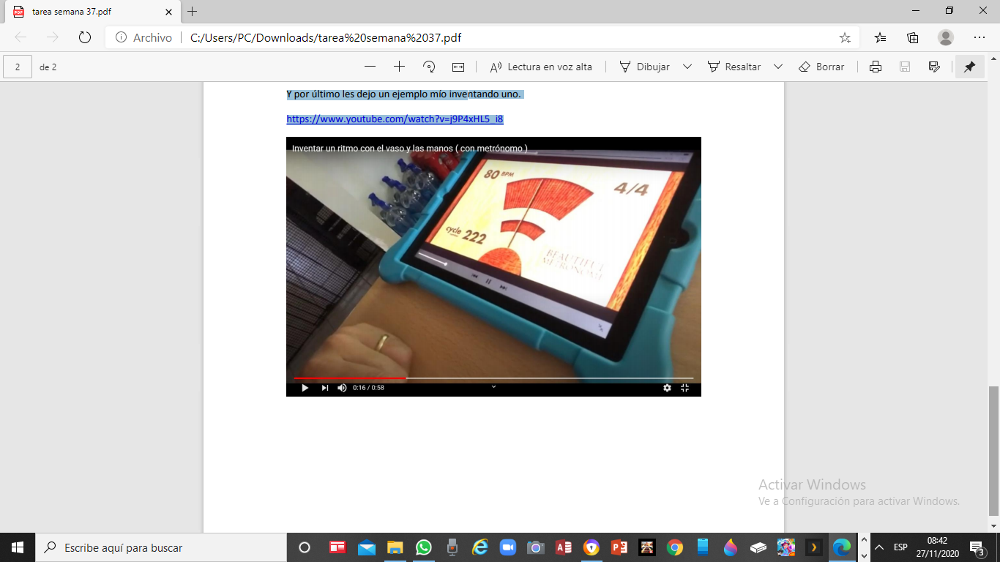 tarea semana 37.pdf
Archivo
C:/Users/PC/Downloads/tarea%20semana%2037.pdf
2 de 2
Lectura en voz alta
Dibujar
Resaltar
Borrar
Y por último les dejo un ejemplo mío inventando uno.
https://www.youtube.com/watch?v=j9P4xHL5_i8
Inventar un ritmo con el vaso y las manos ( con metrónomo )
80 BPM
4/4
cycle 222
BEAUTIFUL
METRONOME
0:16 / 0:58
Activar Windows
Ve a Configuración para activar Windows.
Escribe aquí para buscar
ESP
08:42
27/11/2020
3